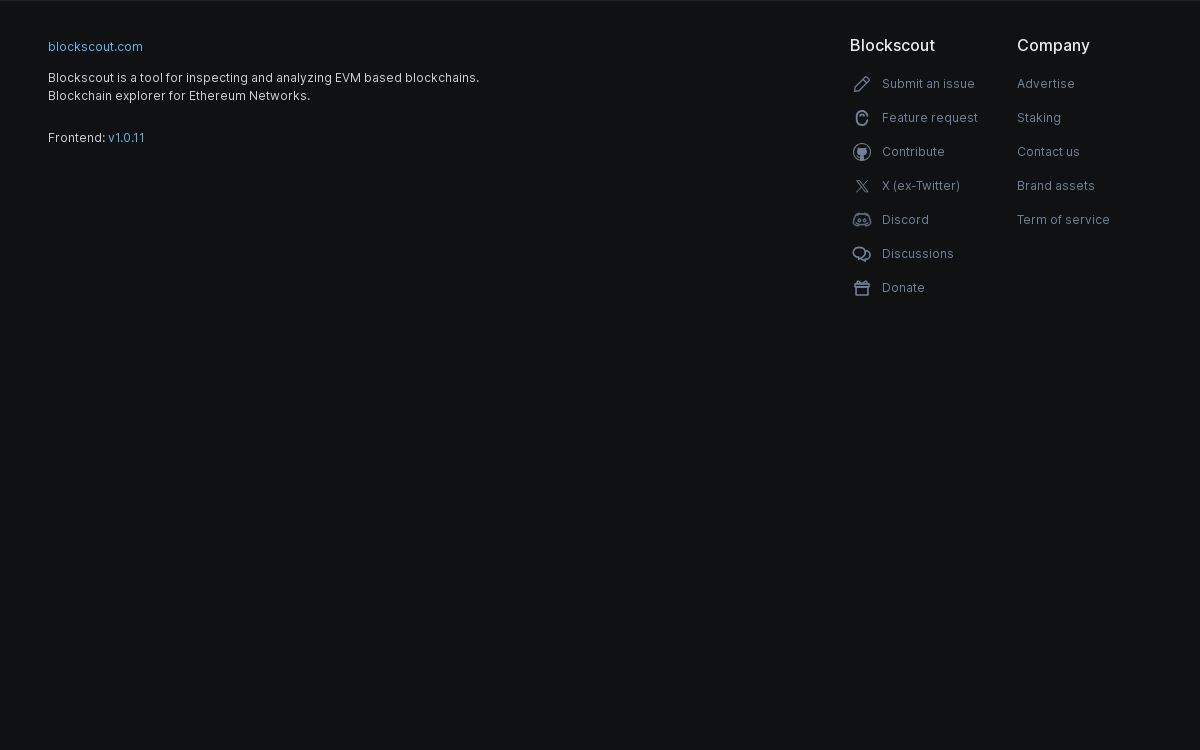 blockscout.com
Blockscout is a tool for inspecting and analyzing EVM based blockchains.
Blockchain explorer for Ethereum Networks.
Frontend: v1.0.11
Blockscout
Submit an issue
Feature request
Contribute
X (ex-Twitter)
Discord
Discussions
Donate
Company
Advertise
Staking
Contact us
Brand assets
Term of service